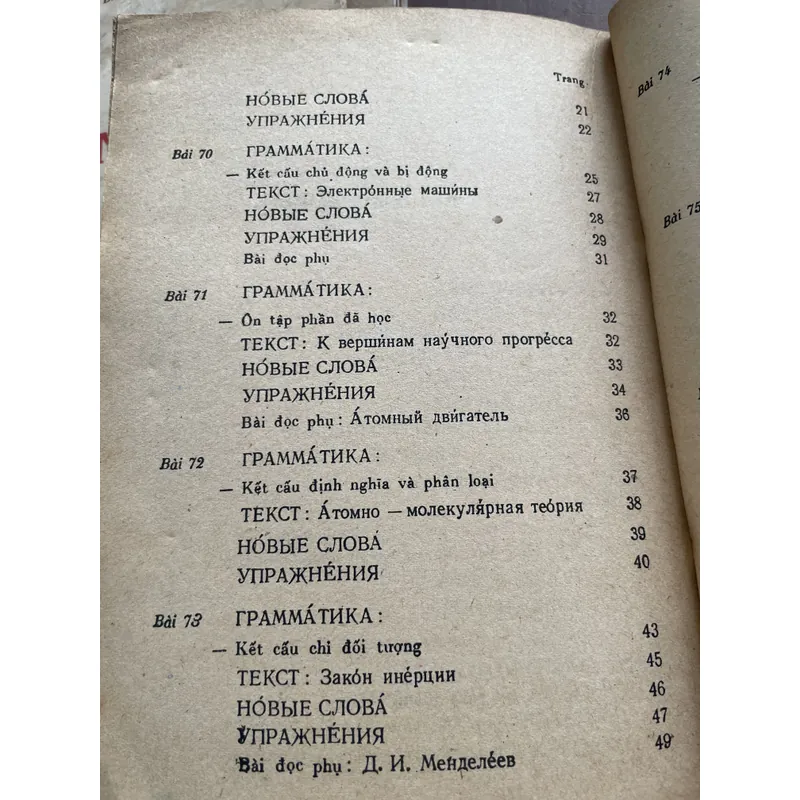 Trang
НО́ВЫЕ СЛОВА́ 21
УПРАЖНЕ́НИЯ 22
Bài 70 ГРАММА́ТИКА:
— Kết cấu chủ động và bị động 25
ТЕКСТ: Электро́нные маши́ны 27
НО́ВЫЕ СЛОВА́ 28
УПРАЖНЕ́НИЯ 29
Bài đọc phụ 31
Bài 71 ГРАММА́ТИКА:
— Ôn tập phần đã học 32
ТЕКСТ: К верши́нам нау́чного прогре́сса 32
НО́ВЫЕ СЛОВА́ 33
УПРАЖНЕ́НИЯ 34
Bài đọc phụ: А́томный дви́гатель 36
Bài 72 ГРАММА́ТИКА:
— Kết cấu định nghĩa và phân loại 37
ТЕКСТ: А́томно — молекуля́рная тео́рия 38
НО́ВЫЕ СЛОВА́ 39
УПРАЖНЕ́НИЯ 40
Bài 73 ГРАММА́ТИКА:
— Kết cấu chỉ đối tượng 43
ТЕКСТ: Зако́н ине́рции 45
НО́ВЫЕ СЛОВА́ 46
УПРАЖНЕ́НИЯ 47
Bài đọc phụ: Д. И. Менделе́ев 49
Bài 74
—
Bài 75